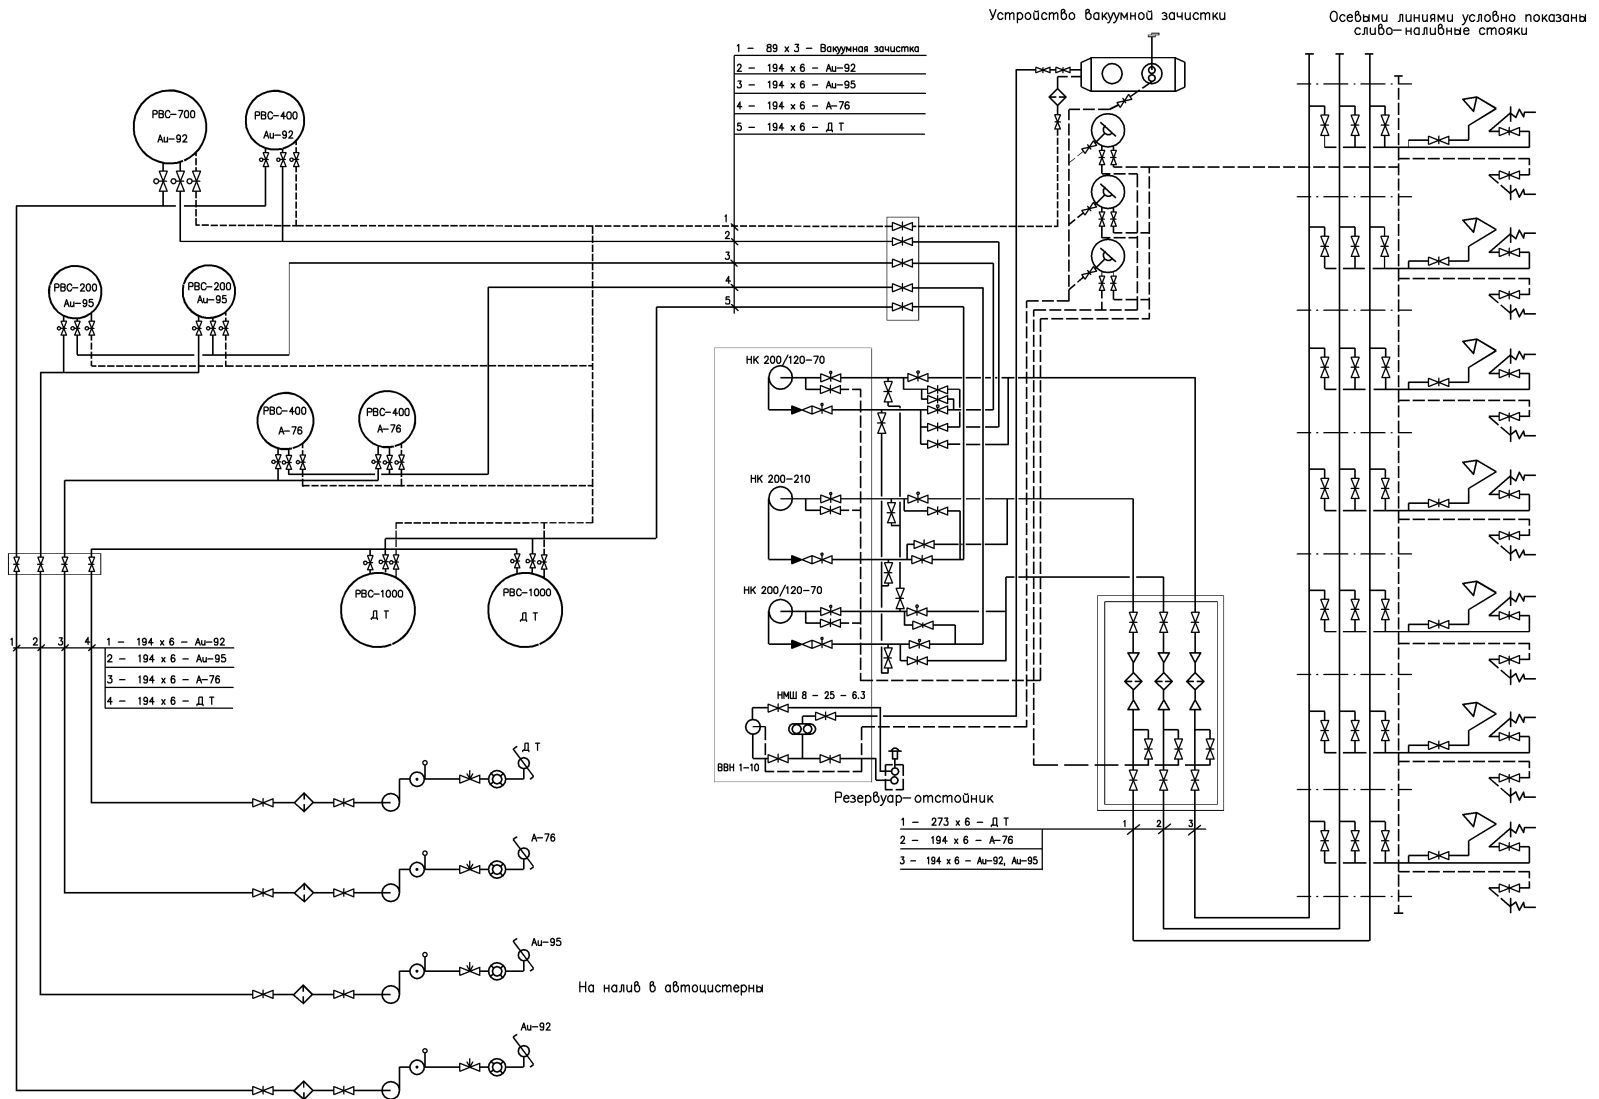 Устройство вакуумной зачистки
Осевыми линиями условно показаны
сливо-наливные стояки
1 - 89 x 3 - Вакуумная зачистка
2 - 194 x 6 - Аи-92
3 - 194 x 6 - Аи-95
4 - 194 x 6 - А-76
5 - 194 x 6 - Д Т
РВС-700
Аи-92
РВС-400
Аи-92
1
2
3
4
5
РВС-200
Аи-95
РВС-200
Аи-95
НК 200/120-70
РВС-400
А-76
РВС-400
А-76
НК 200-210
РВС-1000
Д Т
РВС-1000
Д Т
НК 200/120-70
1 2 3 4
1 - 194 x 6 - Аи-92
2 - 194 x 6 - Аи-95
3 - 194 x 6 - А-76
4 - 194 x 6 - Д Т
НМШ 8 - 25 - 6.3
ВВН 1-10
Резервуар-отстойник
1 - 273 x 6 - Д Т
2 - 194 x 6 - А-76
3 - 194 x 6 - Аи-92, Аи-95
1 2 3
Д Т
А-76
Аи-95
На налив в автоцистерны
Аи-92